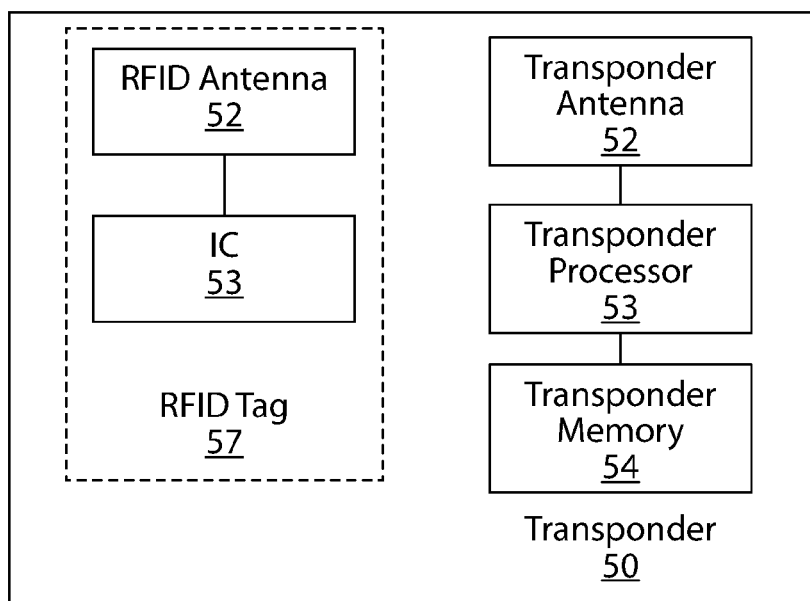 RFID Antenna
52
IC
53
RFID Tag
57
Transponder
Antenna
52
Transponder
Processor
53
Transponder
Memory
54
Transponder
50